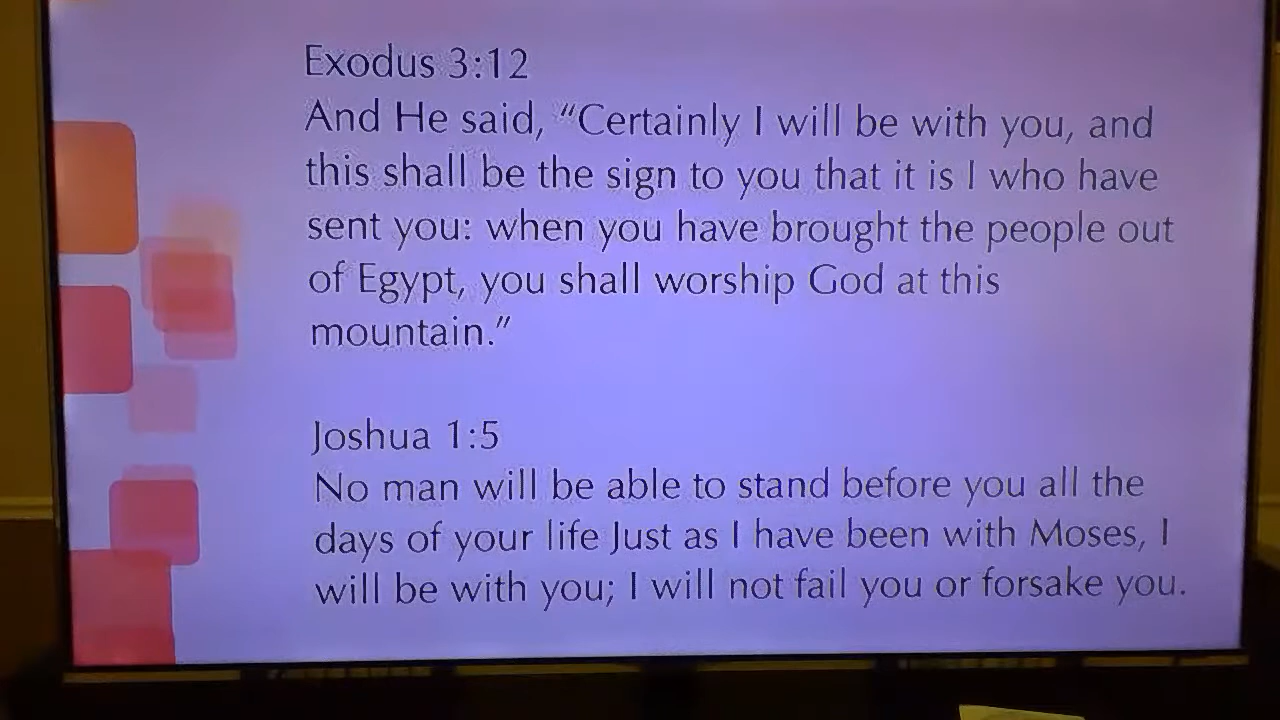 Exodus 3:12
And He said, “Certainly I will be with you, and
this shall be the sign to you that it is I who have
sent you: when you have brought the people out
of Egypt, you shall worship God at this
mountain.”
Joshua 1:5
No man will be able to stand before you all the
days of your life Just as I have been with Moses, I
will be with you; I will not fail you or forsake you.